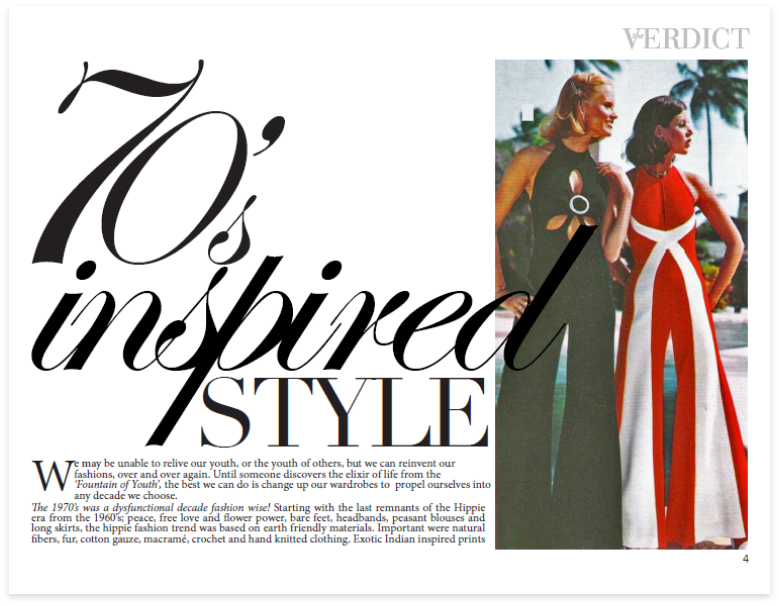 the VERDICT
70's
inspired
STYLE
We may be unable to relive our youth, or the youth of others, but we can reinvent our
fashions, over and over again. Until someone discovers the elixir of life from the
'Fountain of Youth', the best we can do is change up our wardrobes to propel ourselves into
any decade we choose.
The 1970's was a dysfunctional decade fashion wise! Starting with the last remnants of the Hippie
era from the 1960's; peace, free love and flower power, bare feet, headbands, peasant blouses and
long skirts, the hippie fashion trend was based on earth friendly materials. Important were natural
fibers, fur, cotton gauze, macramé, crochet and hand knitted clothing. Exotic Indian inspired prints
4